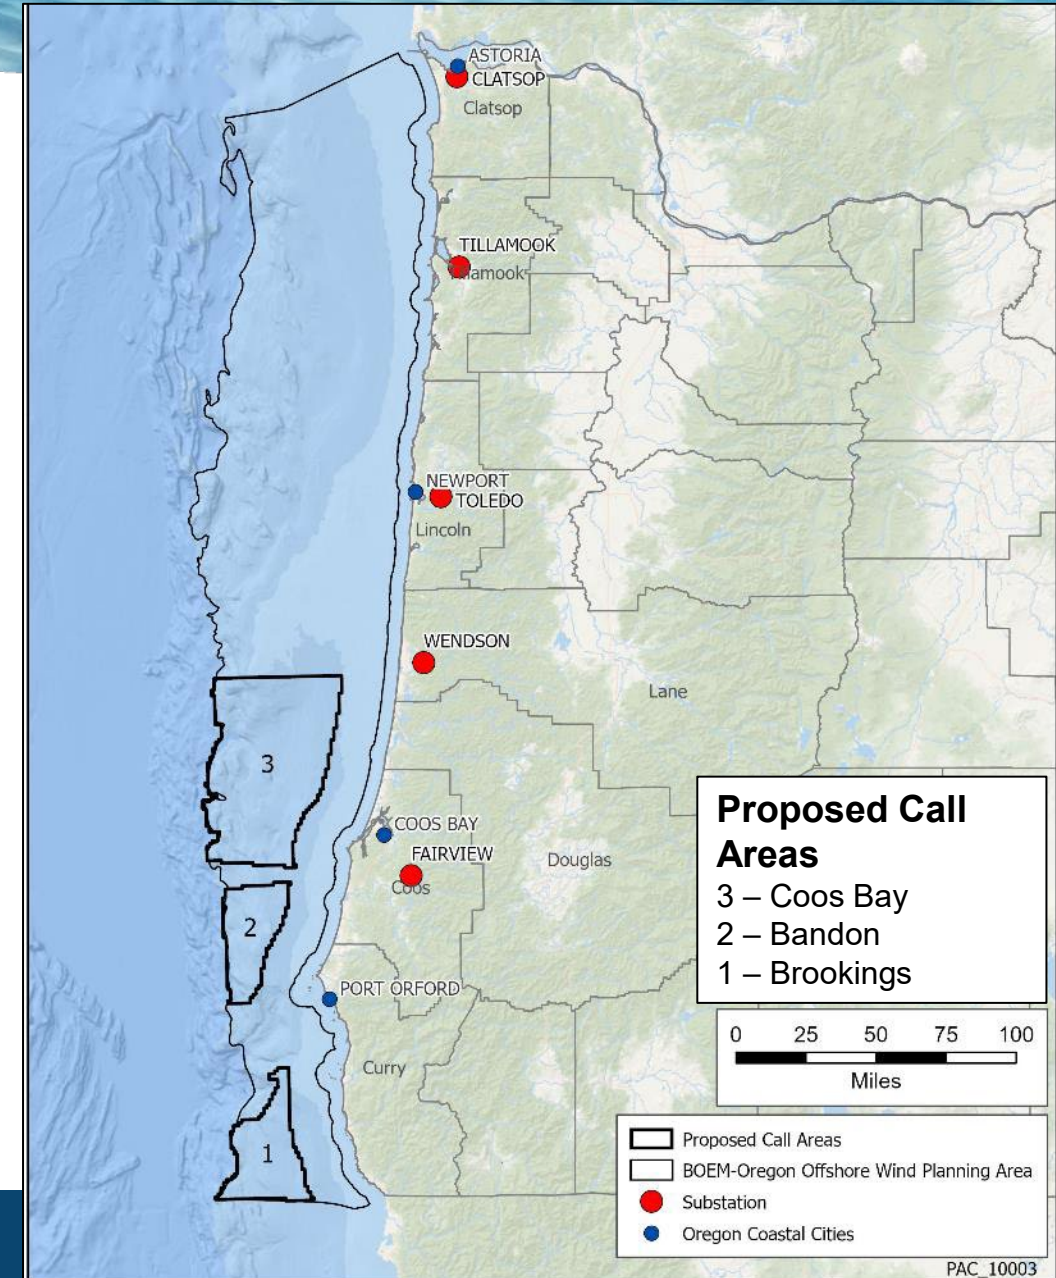 ASTORIA
CLATSOP
Clatsop
TILLAMOOK
NEWPORT
TOLEDO
Lincoln
WENDSON
Lane
3
COOS BAY
FAIRVIEW
Coos
Douglas
2
PORT ORFORD
Curry
1
Proposed Call
Areas
3 – Coos Bay
2 – Bandon
1 – Brookings
0 25 50 75 100
Miles
Proposed Call Areas
BOEM-Oregon Offshore Wind Planning Area
Substation
Oregon Coastal Cities
PAC_10003